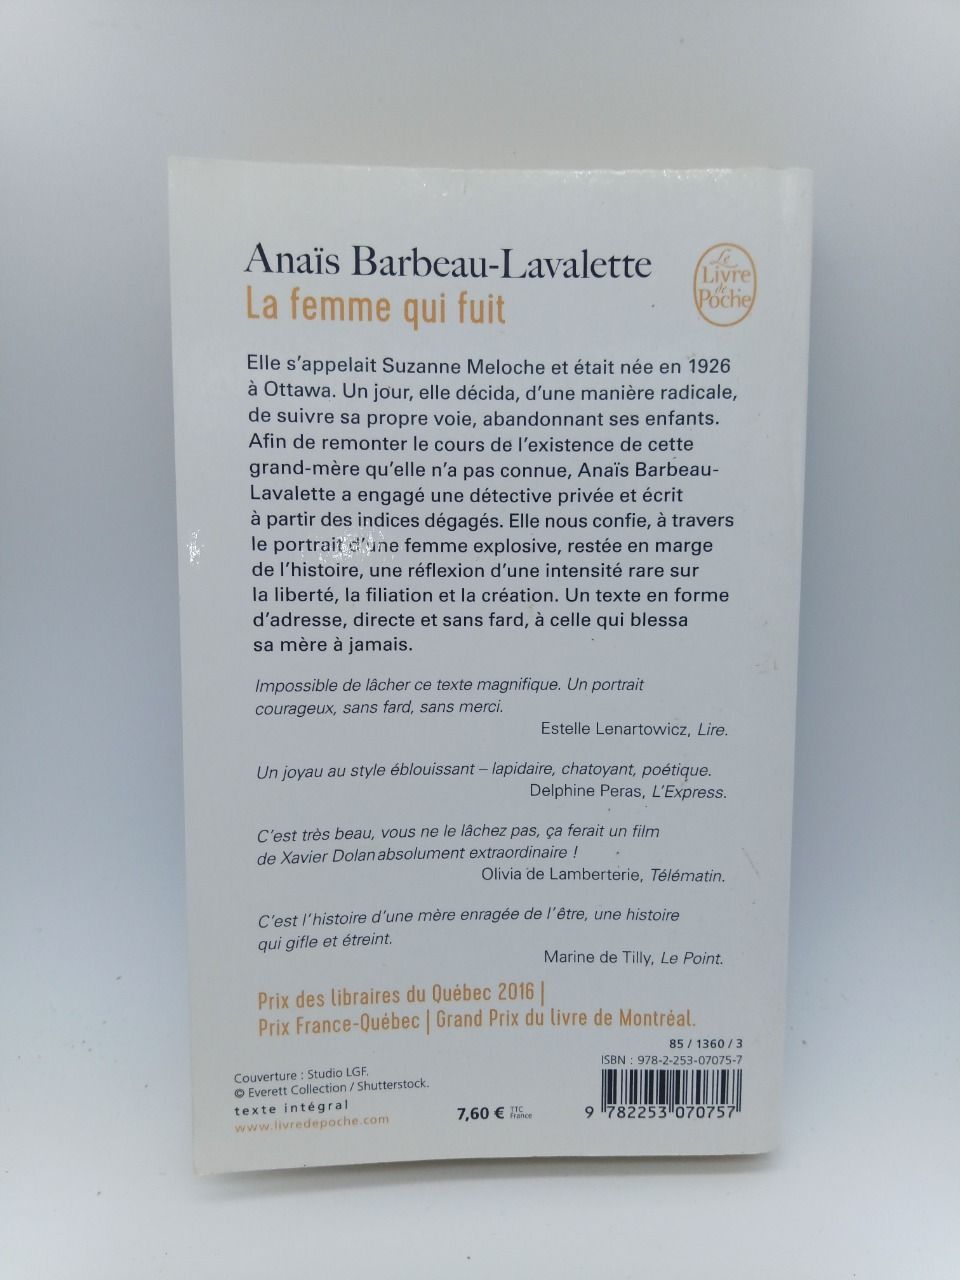 Anaïs Barbeau-Lavalette
La femme qui fuit
Le
Livre
de
Poche
Elle s'appelait Suzanne Meloche et était née en 1926
à Ottawa. Un jour, elle décida, d'une manière radicale,
de suivre sa propre voie, abandonnant ses enfants.
Afin de remonter le cours de l'existence de cette
grand-mère qu'elle n'a pas connue, Anaïs Barbeau-
Lavalette a engagé une détective privée et écrit
à partir des indices dégagés. Elle nous confie, à travers
le portrait d'une femme explosive, restée en marge
de l'histoire, une réflexion d'une intensité rare sur
la liberté, la filiation et la création. Un texte en forme
d'adresse, directe et sans fard, à celle qui blessa
sa mère à jamais.
Impossible de lâcher ce texte magnifique. Un portrait
courageux, sans fard, sans merci.
Estelle Lenartowicz, Lire.
Un joyau au style éblouissant – lapidaire, chatoyant, poétique.
Delphine Peras, L'Express.
C'est très beau, vous ne le lâchez pas, ça ferait un film
de Xavier Dolan absolument extraordinaire !
Olivia de Lamberterie, Télématin.
C'est l'histoire d'une mère enragée de l'être, une histoire
qui gifle et étreint.
Marine de Tilly, Le Point.
Prix des libraires du Québec 2016 |
Prix France-Québec | Grand Prix du livre de Montréal.
85 / 1360 / 3
ISBN : 978-2-253-07075-7
Couverture : Studio LGF.
© Everett Collection / Shutterstock.
texte intégral
www.livredepoche.com
7,60 € TTC
France
9 782253 070757